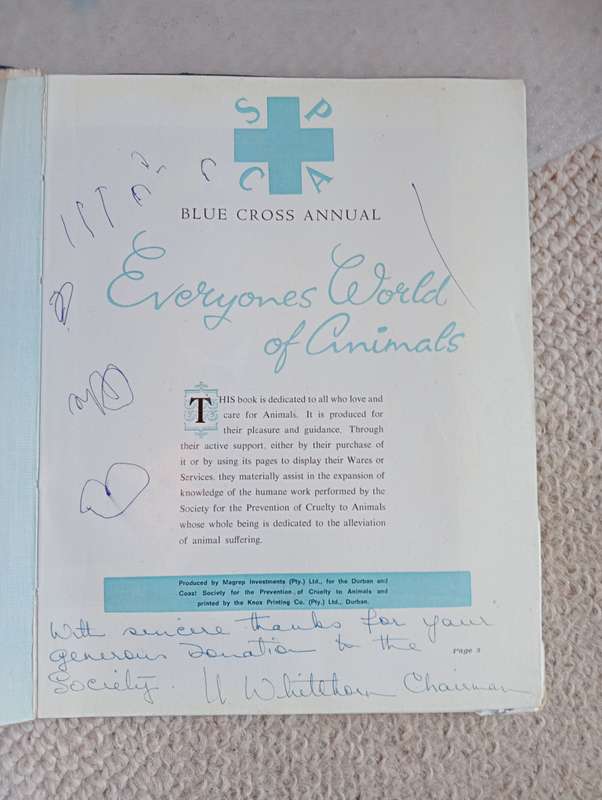 S P
C A
BLUE CROSS ANNUAL
Everyones World
of Animals
THIS book is dedicated to all who love and
care for Animals. It is produced for
their pleasure and guidance. Through
their active support, either by their purchase of
it or by using its pages to display their Wares or
Services, they materially assist in the expansion of
knowledge of the humane work performed by the
Society for the Prevention of Cruelty to Animals
whose whole being is dedicated to the alleviation
of animal suffering.
Produced by Magrep Investments (Pty.) Ltd., for the Durban and
Coast Society for the Prevention of Cruelty to Animals and
printed by the Knox Printing Co. (Pty.) Ltd., Durban.
With sincere thanks for your
generous Donation to the
Page 3
Society. Chairman